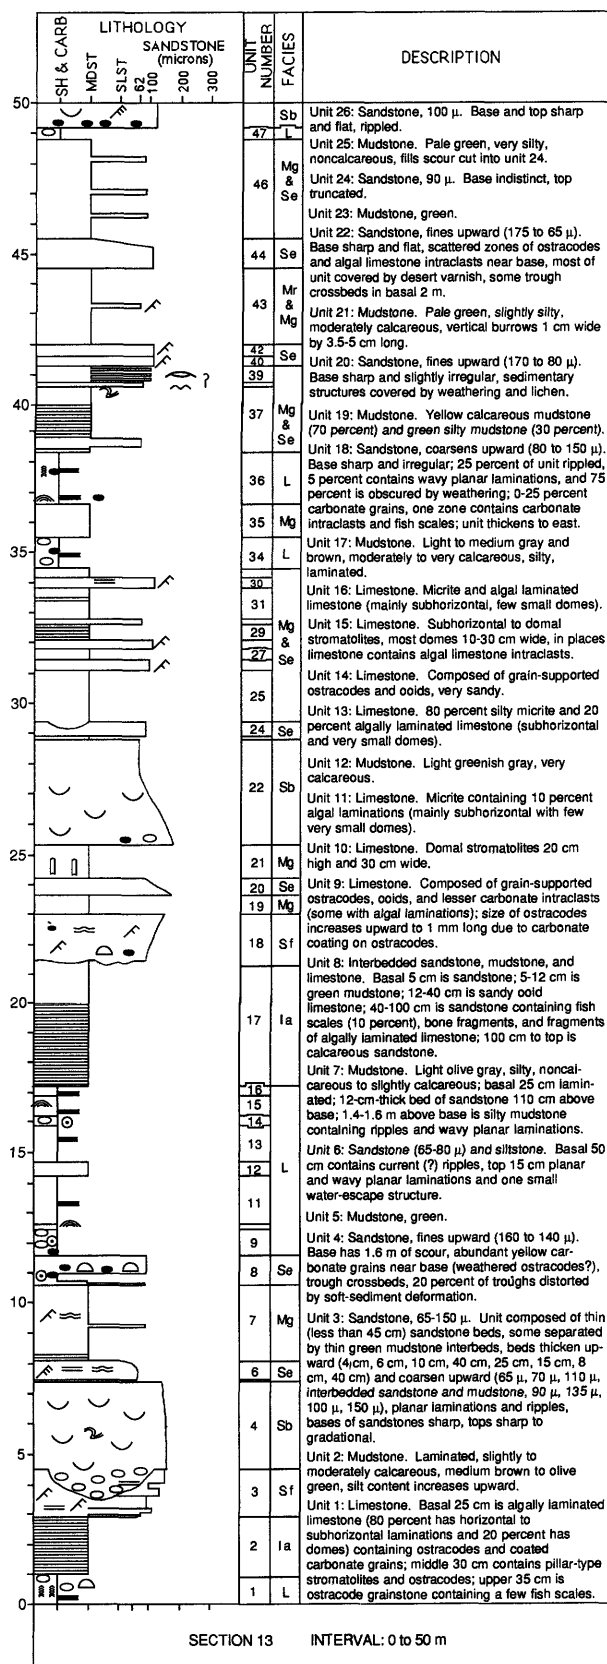 LITHOLOGY
SANDSTONE
(microns)
SH & CARB
MDST
SLST
62
100
200
300
UNIT
NUMBER
FACIES
DESCRIPTION
50
45
40
35
30
25
20
15
10
5
0
Sb
47 L
46 Mg & Se
44 Se
43 Mr & Mg
42
40 Se
39
37 Mg & Se
36 L
35 Mg
34 L
30
31
29 Mg & Se
27
25
24 Se
22 Sb
21 Mg
20 Se
19 Mg
18 Sf
17 Ia
16
15
14
13
12 L
11
9
8 Se
7 Mg
6 Se
4 Sb
3 Sf
2 Ia
1 L
?
Unit 26: Sandstone, 100 µ. Base and top sharp
and flat, rippled.
Unit 25: Mudstone. Pale green, very silty,
noncalcareous, fills scour cut into unit 24.
Unit 24: Sandstone, 90 µ. Base indistinct, top
truncated.
Unit 23: Mudstone, green.
Unit 22: Sandstone, fines upward (175 to 65 µ).
Base sharp and flat, scattered zones of ostracodes
and algal limestone intraclasts near base, most of
unit covered by desert varnish, some trough
crossbeds in basal 2 m.
Unit 21: Mudstone. Pale green, slightly silty,
moderately calcareous, vertical burrows 1 cm wide
by 3.5-5 cm long.
Unit 20: Sandstone, fines upward (170 to 80 µ).
Base sharp and slightly irregular, sedimentary
structures covered by weathering and lichen.
Unit 19: Mudstone. Yellow calcareous mudstone
(70 percent) and green silty mudstone (30 percent).
Unit 18: Sandstone, coarsens upward (80 to 150 µ).
Base sharp and irregular; 25 percent of unit rippled,
5 percent contains wavy planar laminations, and 75
percent is obscured by weathering; 0-25 percent
carbonate grains, one zone contains carbonate
intraclasts and fish scales; unit thickens to east.
Unit 17: Mudstone. Light to medium gray and
brown, moderately to very calcareous, silty,
laminated.
Unit 16: Limestone. Micrite and algal laminated
limestone (mainly subhorizontal, few small domes).
Unit 15: Limestone. Subhorizontal to domal
stromatolites, most domes 10-30 cm wide, in places
limestone contains algal limestone intraclasts.
Unit 14: Limestone. Composed of grain-supported
ostracodes and ooids, very sandy.
Unit 13: Limestone. 80 percent silty micrite and 20
percent algally laminated limestone (subhorizontal
and very small domes).
Unit 12: Mudstone. Light greenish gray, very
calcareous.
Unit 11: Limestone. Micrite containing 10 percent
algal laminations (mainly subhorizontal with few
very small domes).
Unit 10: Limestone. Domal stromatolites 20 cm
high and 30 cm wide.
Unit 9: Limestone. Composed of grain-supported
ostracodes, ooids, and lesser carbonate intraclasts
(some with algal laminations); size of ostracodes
increases upward to 1 mm long due to carbonate
coating on ostracodes.
Unit 8: Interbedded sandstone, mudstone, and
limestone. Basal 5 cm is sandstone; 5-12 cm is
green mudstone; 12-40 cm is sandy ooid
limestone; 40-100 cm is sandstone containing fish
scales (10 percent), bone fragments, and fragments
of algally laminated limestone; 100 cm to top is
calcareous sandstone.
Unit 7: Mudstone. Light olive gray, silty, noncal-
careous to slightly calcareous; basal 25 cm lamin-
ated; 12-cm-thick bed of sandstone 110 cm above
base; 1.4-1.6 m above base is silty mudstone
containing ripples and wavy planar laminations.
Unit 6: Sandstone (65-80 µ) and siltstone. Basal 50
cm contains current (?) ripples, top 15 cm planar
and wavy planar laminations and one small
water-escape structure.
Unit 5: Mudstone, green.
Unit 4: Sandstone, fines upward (160 to 140 µ).
Base has 1.6 m of scour, abundant yellow car-
bonate grains near base (weathered ostracodes?),
trough crossbeds, 20 percent of troughs distorted
by soft-sediment deformation.
Unit 3: Sandstone, 65-150 µ. Unit composed of thin
(less than 45 cm) sandstone beds, some separated
by thin green mudstone interbeds, beds thicken up-
ward (4 cm, 6 cm, 10 cm, 40 cm, 25 cm, 15 cm, 8
cm, 40 cm) and coarsen upward (65 µ, 70 µ, 110 µ,
interbedded sandstone and mudstone, 90 µ, 135 µ,
100 µ, 150 µ), planar laminations and ripples,
bases of sandstones sharp, tops sharp to
gradational.
Unit 2: Mudstone. Laminated, slightly to
moderately calcareous, medium brown to olive
green, silt content increases upward.
Unit 1: Limestone. Basal 25 cm is algally laminated
limestone (80 percent has horizontal to
subhorizontal laminations and 20 percent has
domes) containing ostracodes and coated
carbonate grains; middle 30 cm contains pillar-type
stromatolites and ostracodes; upper 35 cm is
ostracode grainstone containing a few fish scales.
SECTION 13 INTERVAL: 0 to 50 m